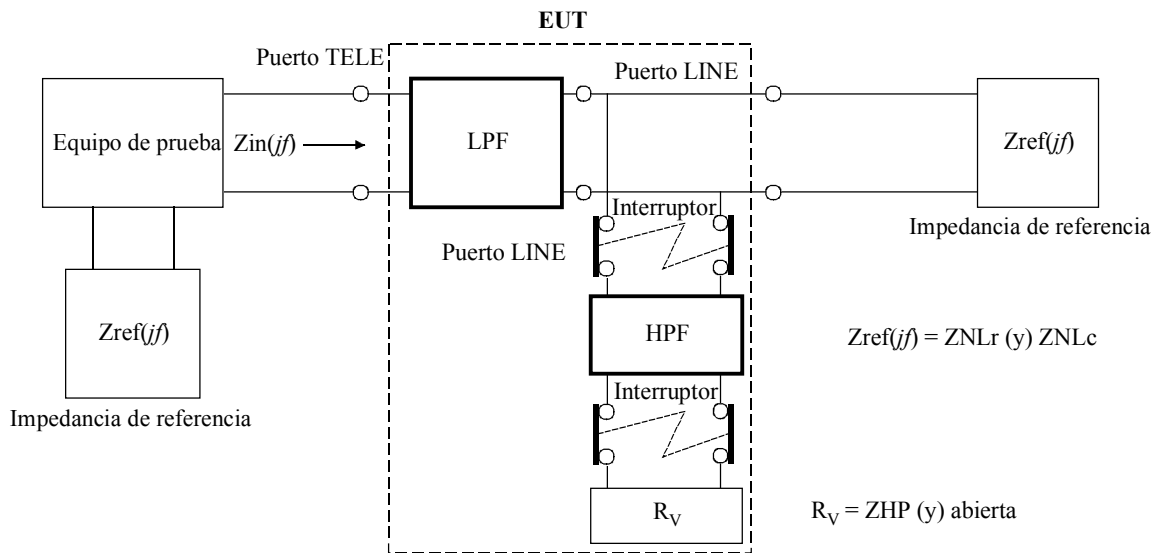 EUT
Puerto TELE
Puerto LINE
Equipo de prueba
Zin(jf)
LPF
Zref(jf)
Interruptor
Impedancia de referencia
Puerto LINE
Zref(jf)
HPF
Zref(jf) = ZNLr (y) ZNLc
Interruptor
Impedancia de referencia
R_V
R_V = ZHP (y) abierta